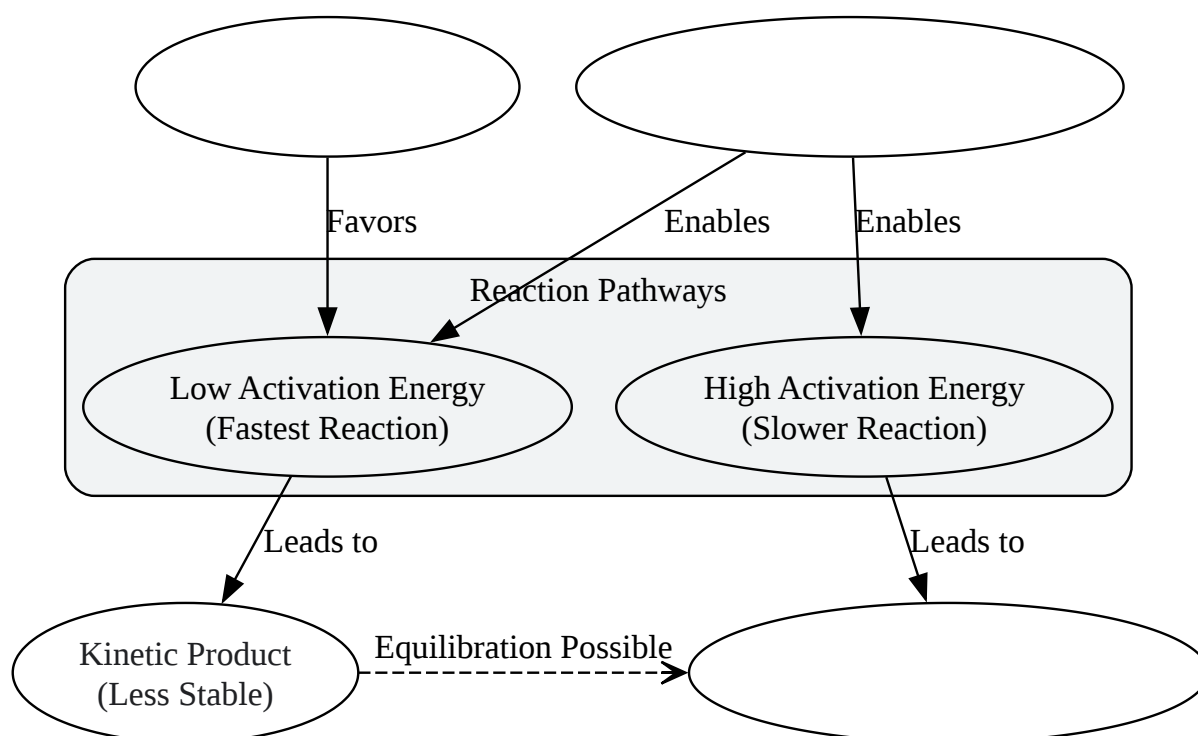 Favors
Enables
Enables
Reaction Pathways
Low Activation Energy
(Fastest Reaction)
High Activation Energy
(Slower Reaction)
Leads to
Leads to
Kinetic Product
(Less Stable)
Equilibration Possible